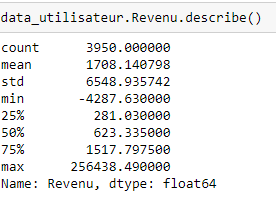 data_utilisateur.Revenu.describe()
count 3950.000000
mean 1708.140798
std 6548.935742
min -4287.630000
25% 281.030000
50% 623.335000
75% 1517.797500
max 256438.490000
Name: Revenu, dtype: float64